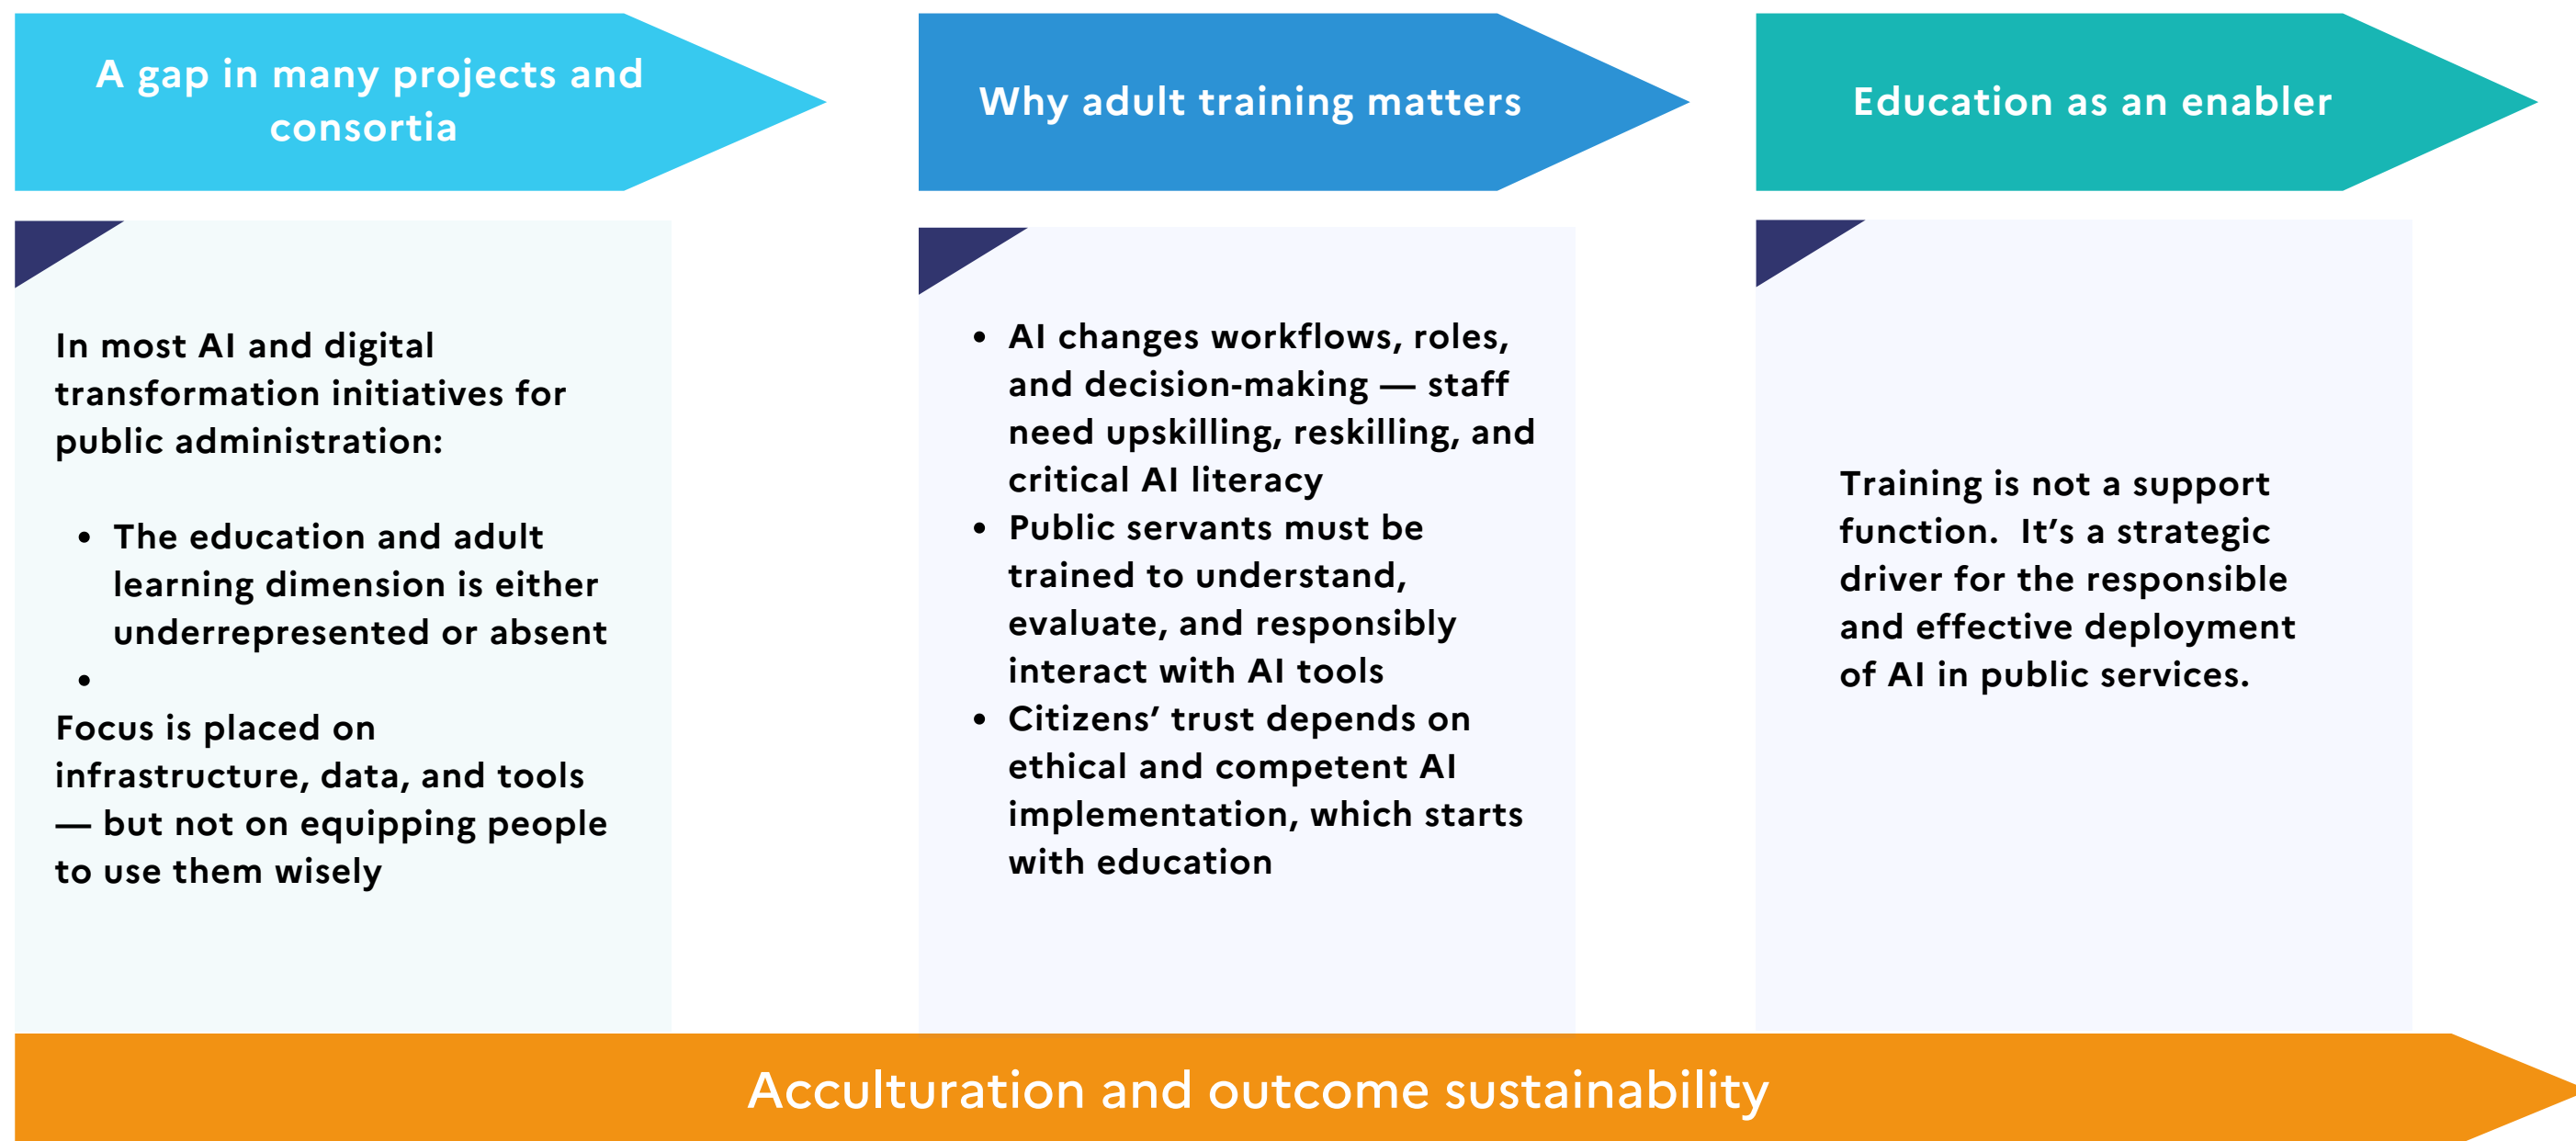 A gap in many projects and
consortia
Why adult training matters
Education as an enabler
In most AI and digital
transformation initiatives for
public administration:
• The education and adult
learning dimension is either
underrepresented or absent
•
Focus is placed on
infrastructure, data, and tools
— but not on equipping people
to use them wisely
• AI changes workflows, roles,
and decision-making — staff
need upskilling, reskilling, and
critical AI literacy
• Public servants must be
trained to understand,
evaluate, and responsibly
interact with AI tools
• Citizens’ trust depends on
ethical and competent AI
implementation, which starts
with education
Training is not a support
function.  It’s a strategic
driver for the responsible
and effective deployment
of AI in public services.
Acculturation and outcome sustainability